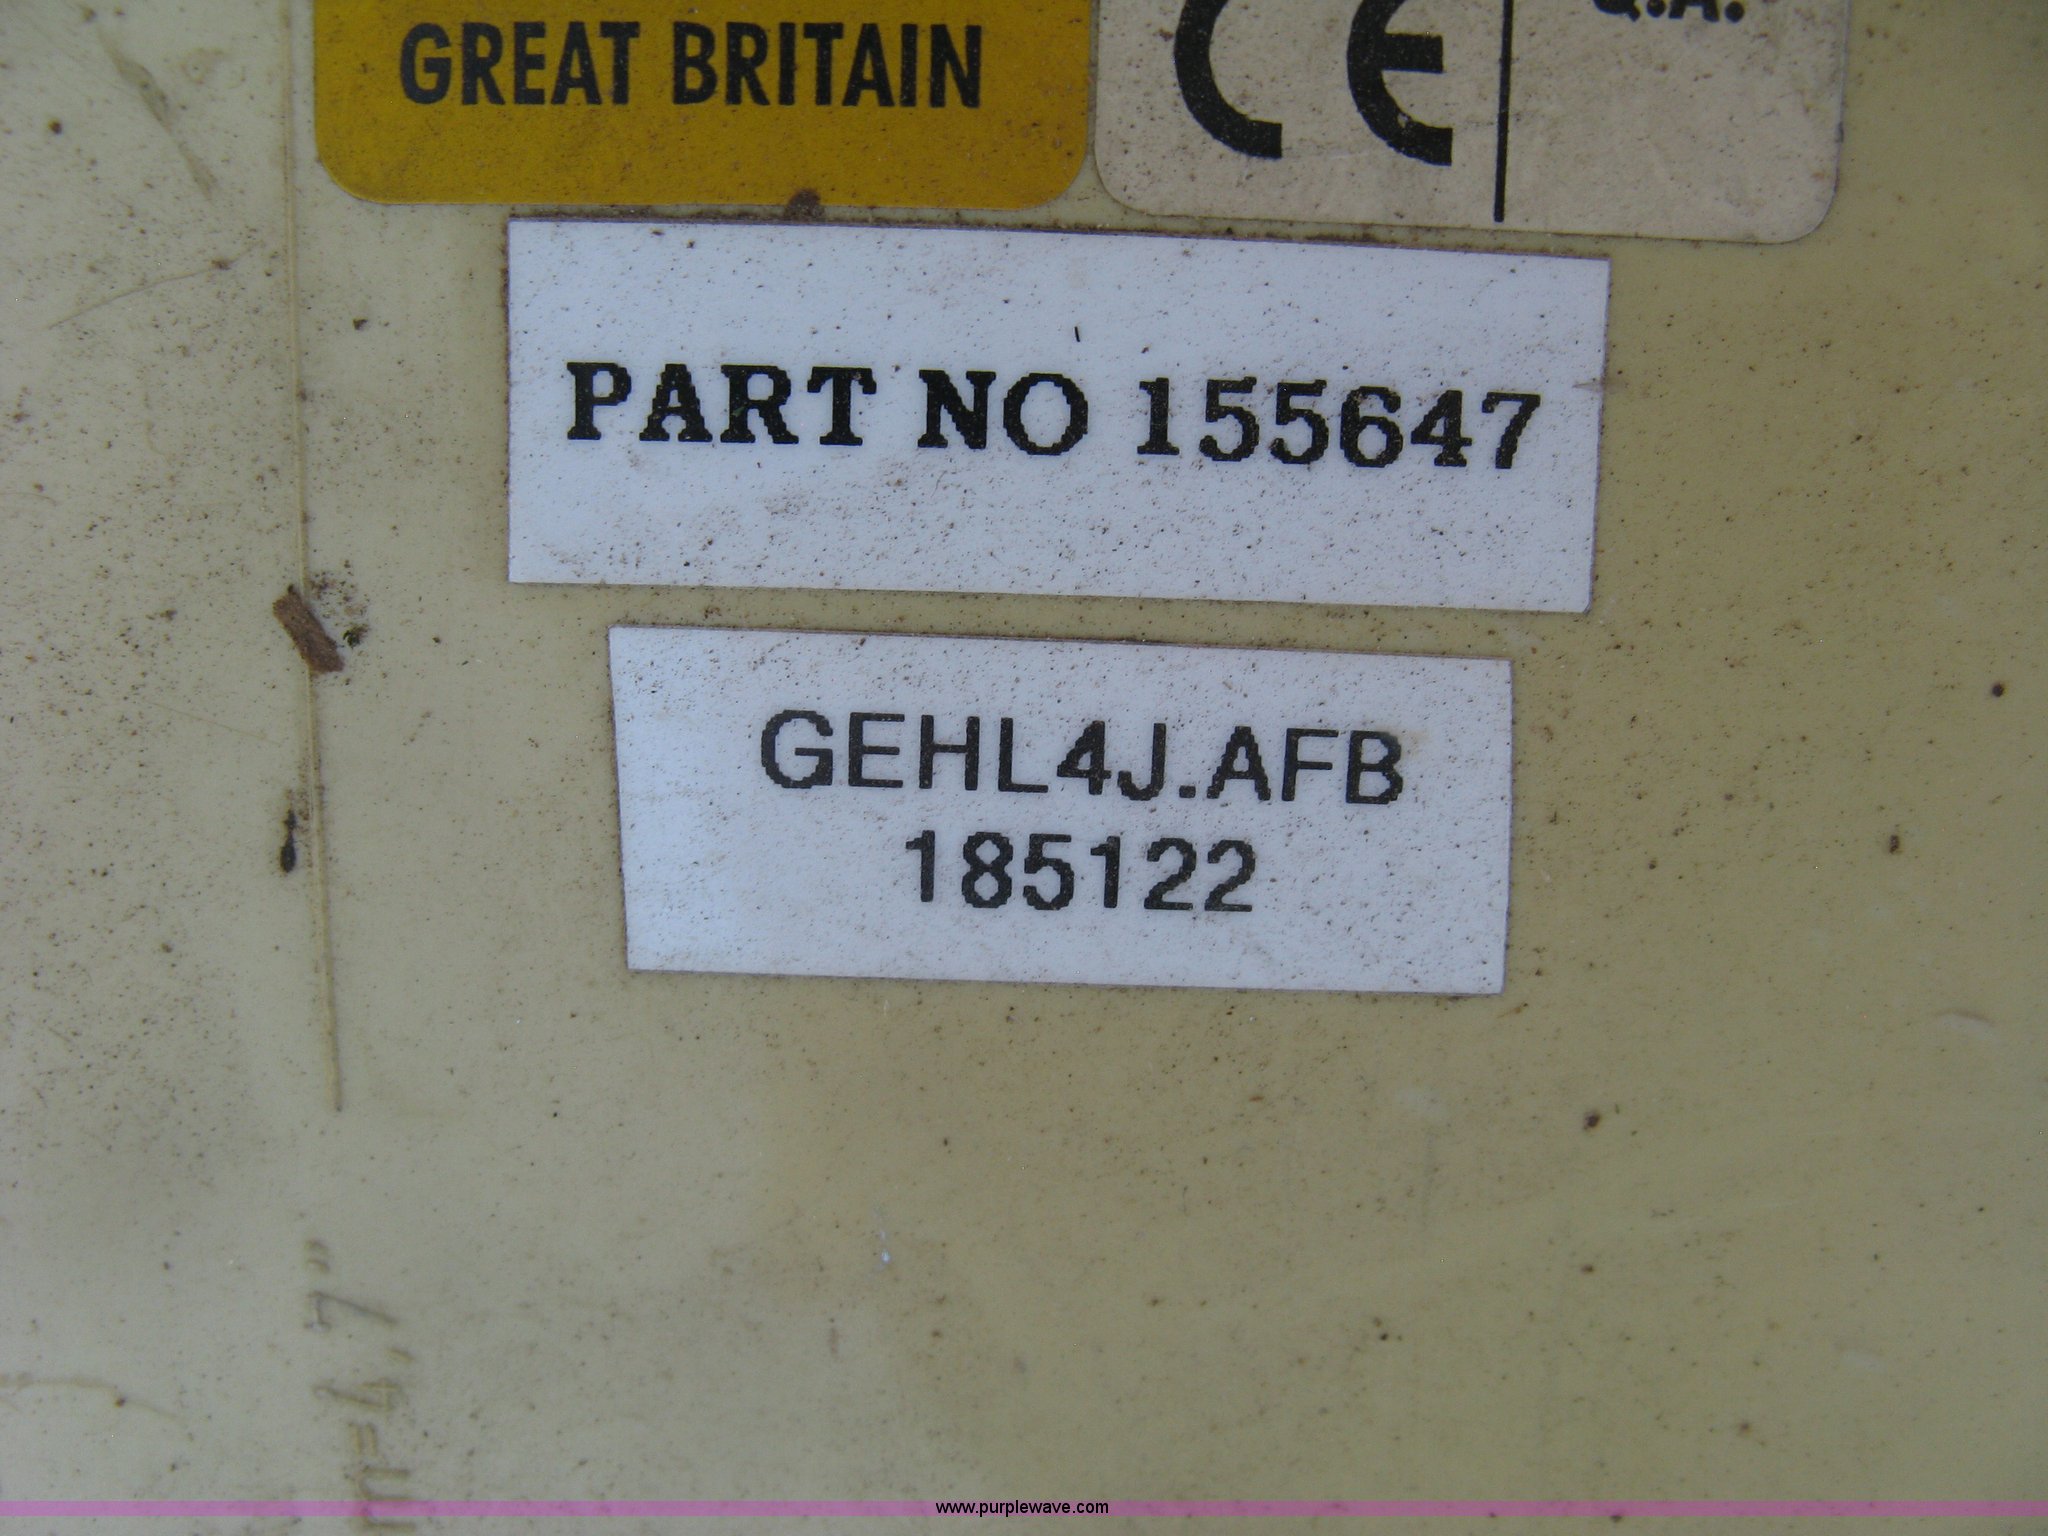 GREAT BRITAIN
CE
Q.A.
PART NO 155647
GEHL4J.AFB
185122
www.purplewave.com